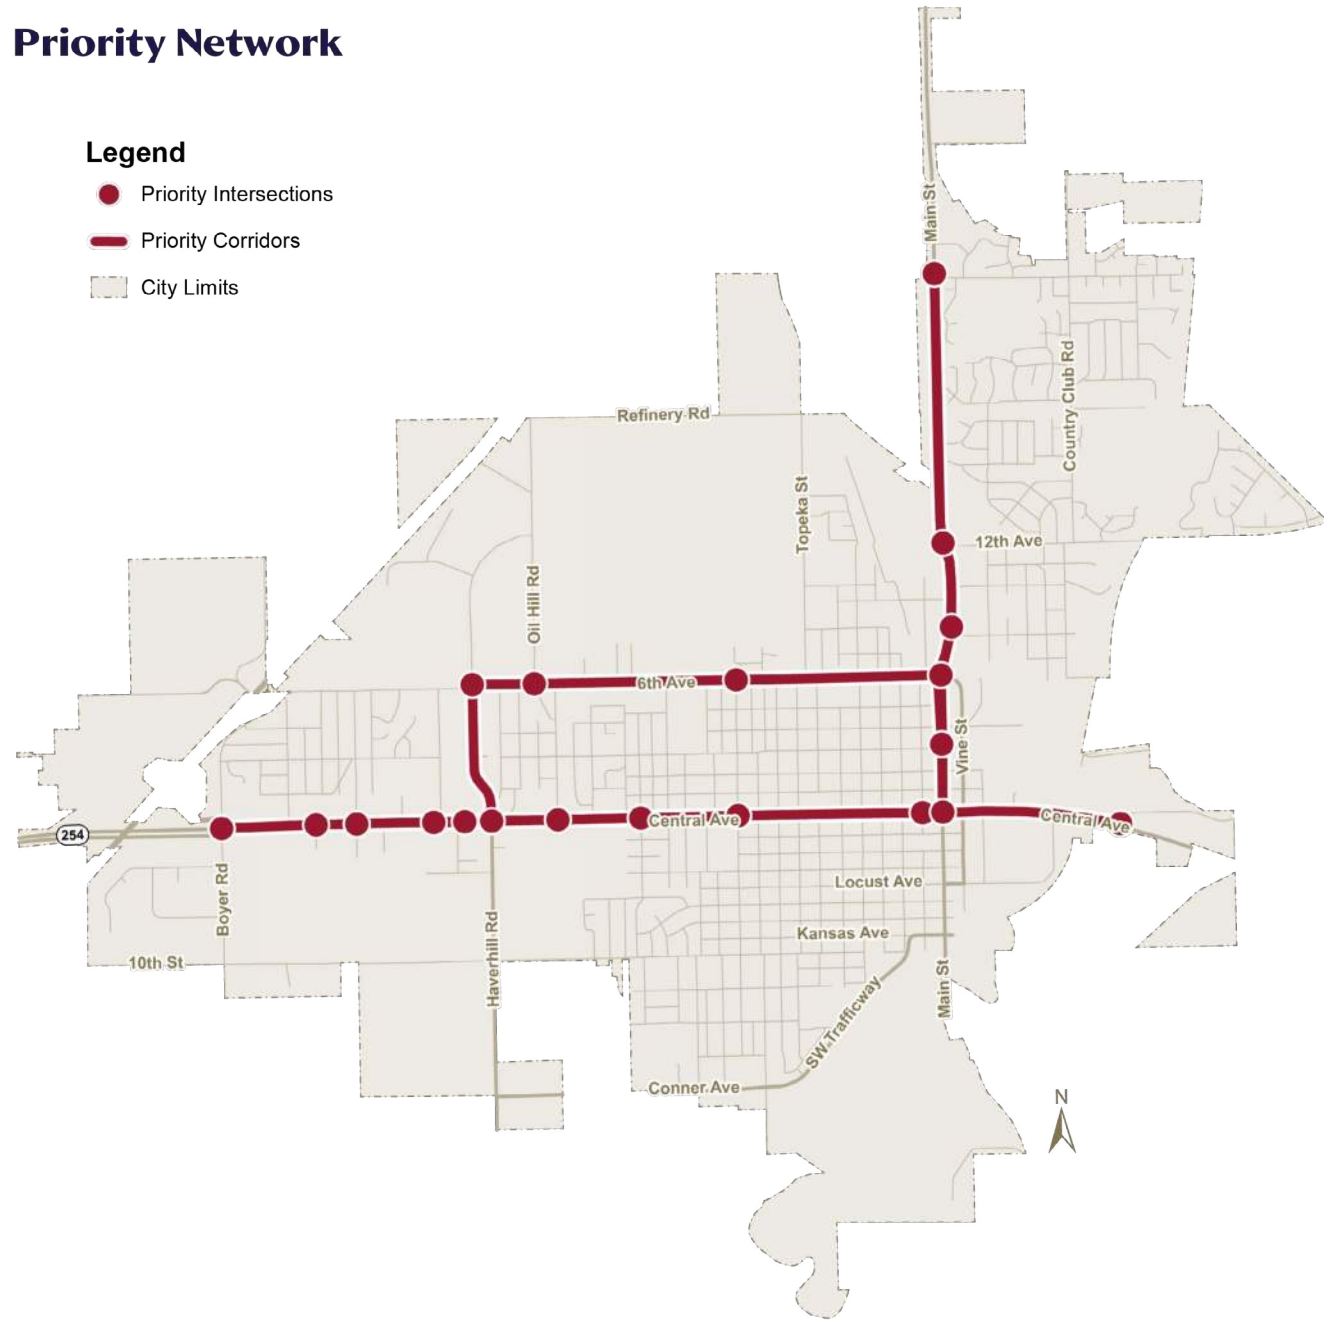 Priority Network
Legend
Priority Intersections
Priority Corridors
City Limits
Main St
Country Club Rd
Refinery Rd
Topeka St
12th Ave
Oil Hill Rd
6th Ave
Vine St
254
Central Ave
Central Ave
Boyer Rd
Locust Ave
Haverhill Rd
Kansas Ave
10th St
Main St
SW Trafficway
Conner Ave
N